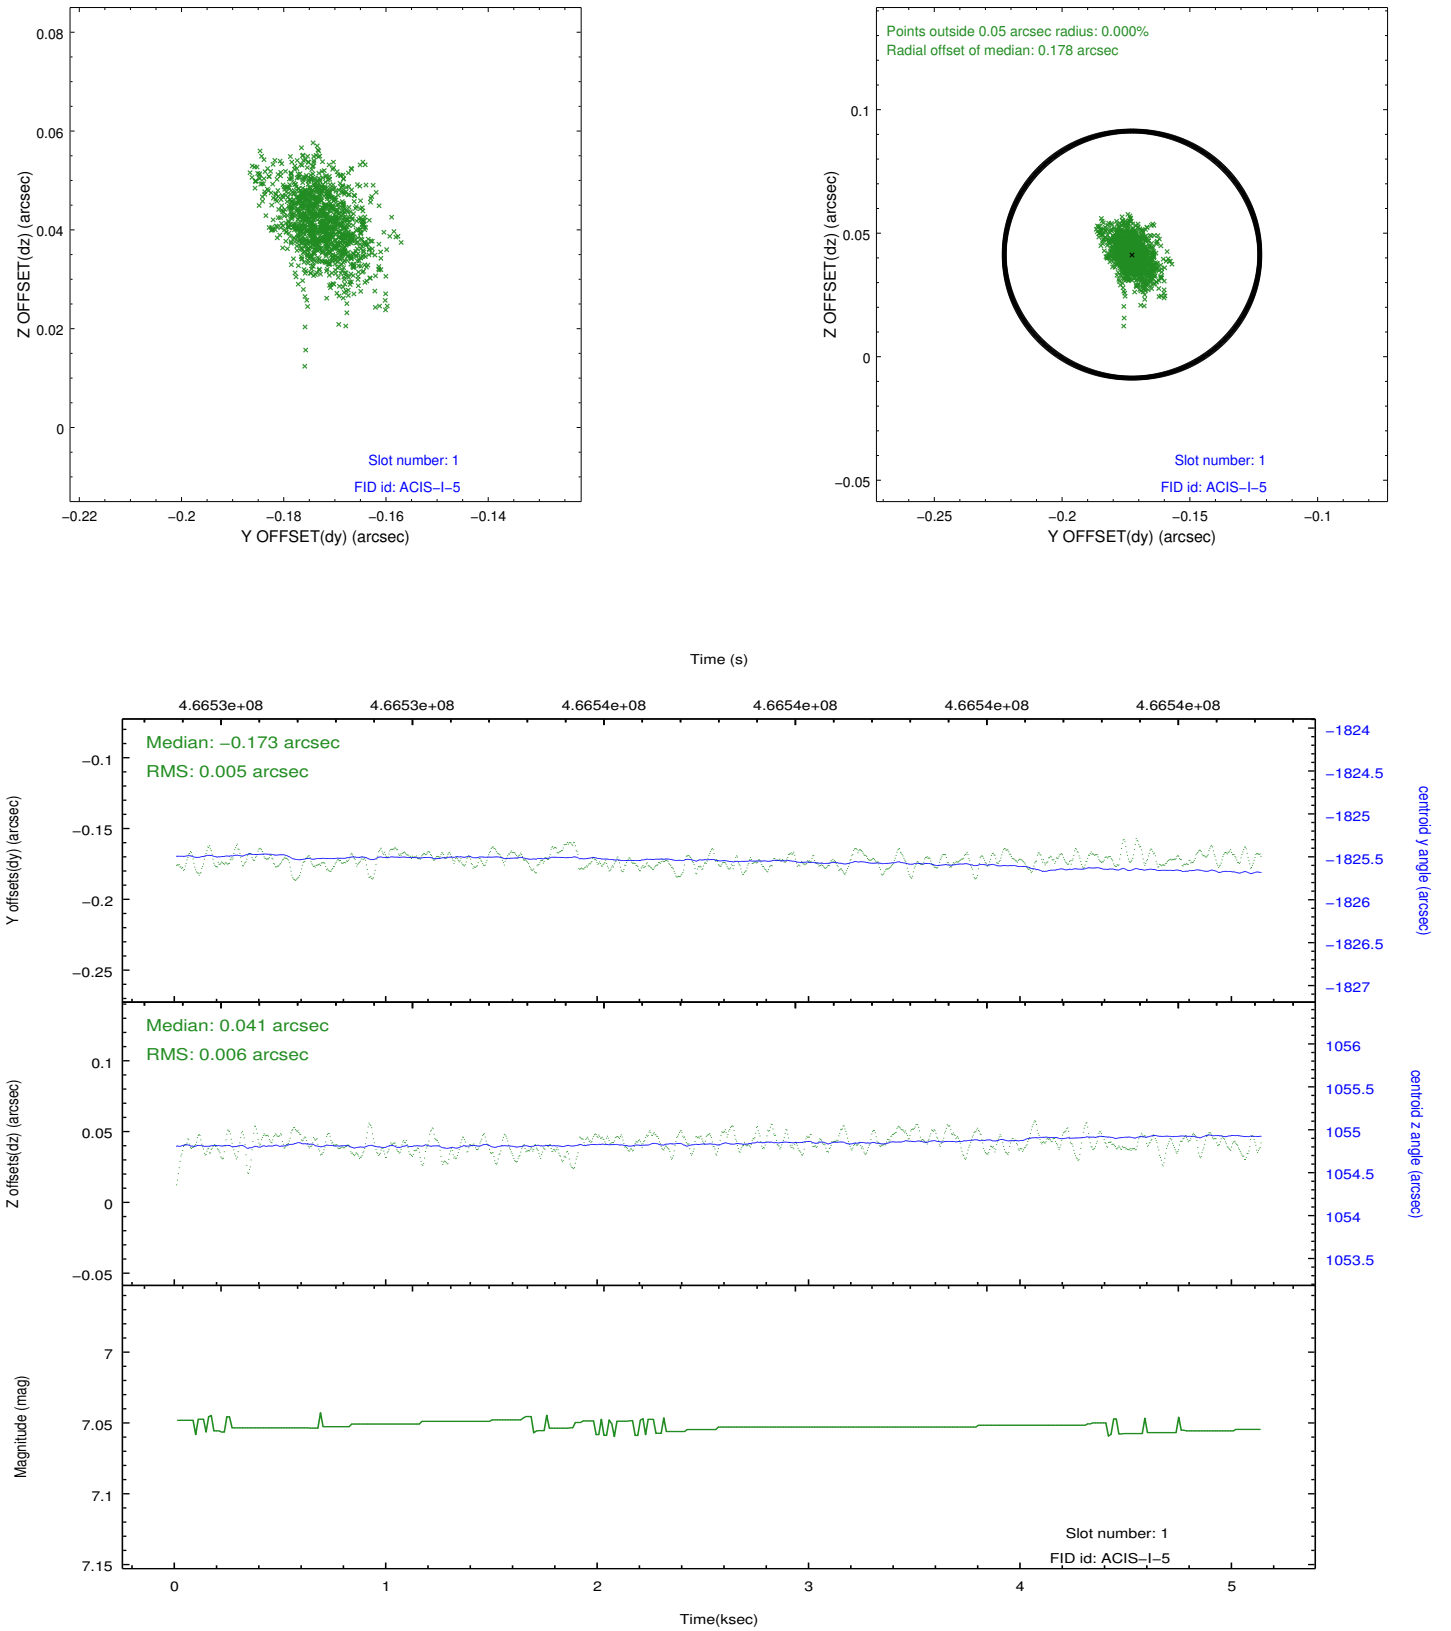 0.08
0.06
0.04
0.02
0
Z OFFSET(dz) (arcsec)
Slot number: 1
FID id: ACIS−I−5
−0.22 −0.2 −0.18 −0.16 −0.14
Y OFFSET(dy) (arcsec)
Points outside 0.05 arcsec radius: 0.000%
Radial offset of median: 0.178 arcsec
0.1
0.05
0
−0.05
Z OFFSET(dz) (arcsec)
Slot number: 1
FID id: ACIS−I−5
−0.25 −0.2 −0.15 −0.1
Y OFFSET(dy) (arcsec)
Time (s)
4.6653e+08 4.6653e+08 4.6654e+08 4.6654e+08 4.6654e+08 4.6654e+08
Median: −0.173 arcsec
RMS: 0.005 arcsec
−0.1
−0.15
−0.2
−0.25
Y offsets(dy) (arcsec)
−1824
−1824.5
−1825
−1825.5
−1826
−1826.5
−1827
centroid y angle (arcsec)
Median: 0.041 arcsec
RMS: 0.006 arcsec
0.1
0.05
0
−0.05
Z offsets(dz) (arcsec)
1056
1055.5
1055
1054.5
1054
1053.5
centroid z angle (arcsec)
7
7.05
7.1
7.15
Magnitude (mag)
Slot number: 1
FID id: ACIS−I−5
0 1 2 3 4 5
Time(ksec)